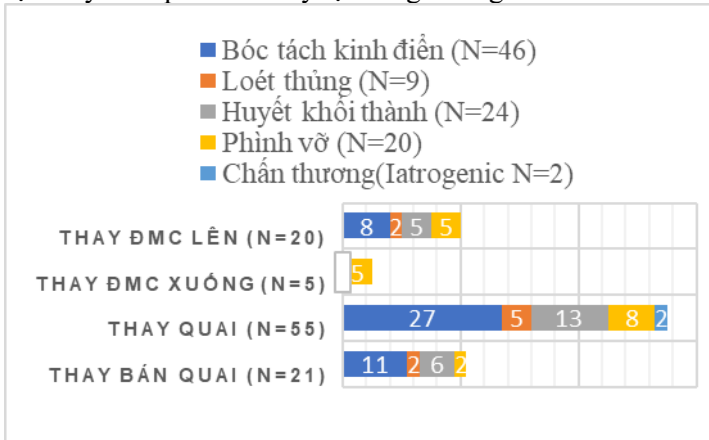 Bóc tách kinh điển (N=46)
Loét thủng (N=9)
Huyết khối thành (N=24)
Phình vỡ (N=20)
Chấn thương(Iatrogenic N=2)
THAY ĐMC LÊN (N=20) 8 2 5 5
THAY ĐMC XUỐNG (N=5) 5
THAY QUAI (N=55) 27 5 13 8 2
THAY BÁN QUAI (N=21) 11 2 6 2